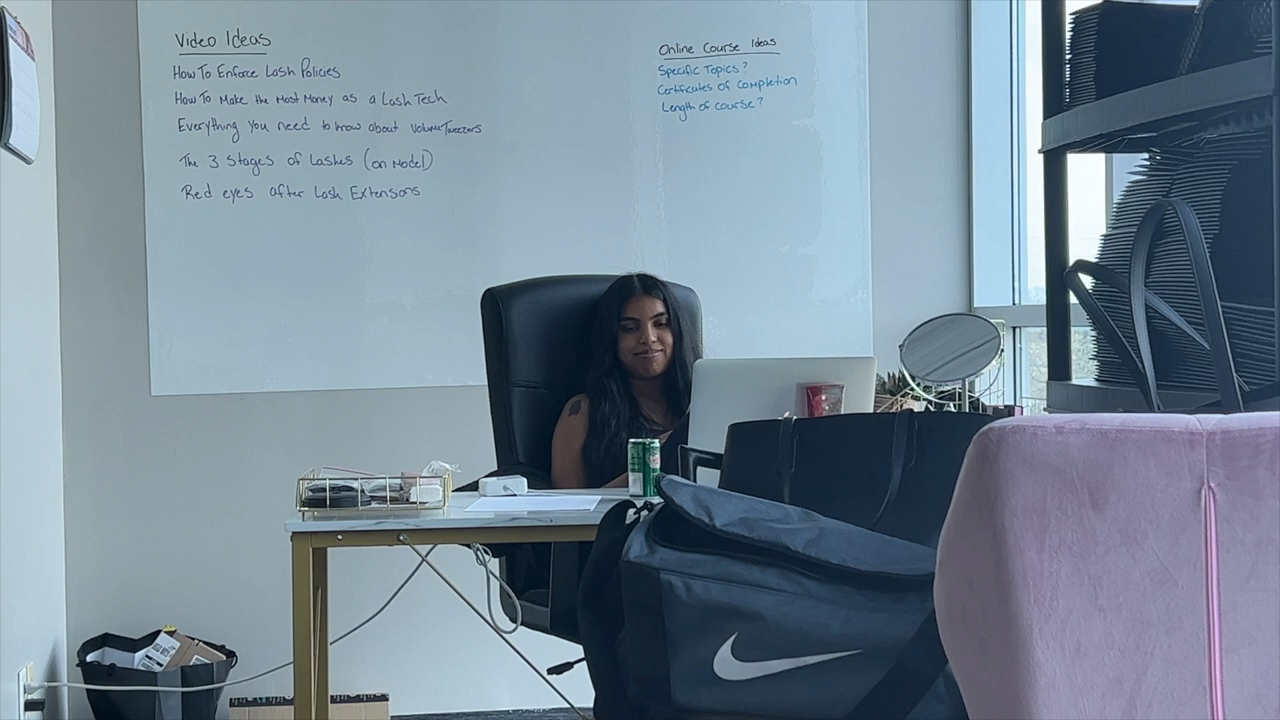 Video Ideas
How To Enforce Lash Policies
How To Make the Most Money as a Lash Tech
Everything you need to know about Volume Tweezers
The 3 Stages of Lashes (on Model)
Red eyes after Lash Extensions
Online Course Ideas
Specific Topics?
Certificates of Completion
Length of course?